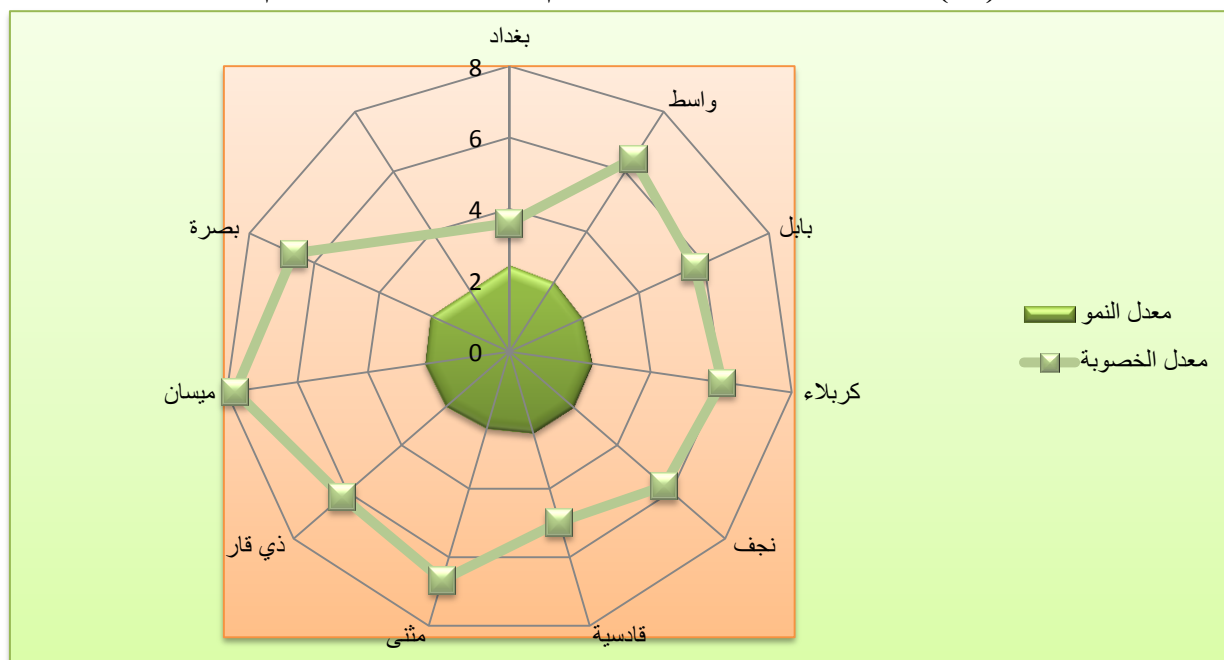 بغداد
واسط
بابل
كربلاء
نجف
قادسية
مثنى
ذي قار
ميسان
بصرة
8
6
4
2
0
معدل النمو
معدل الخصوبة